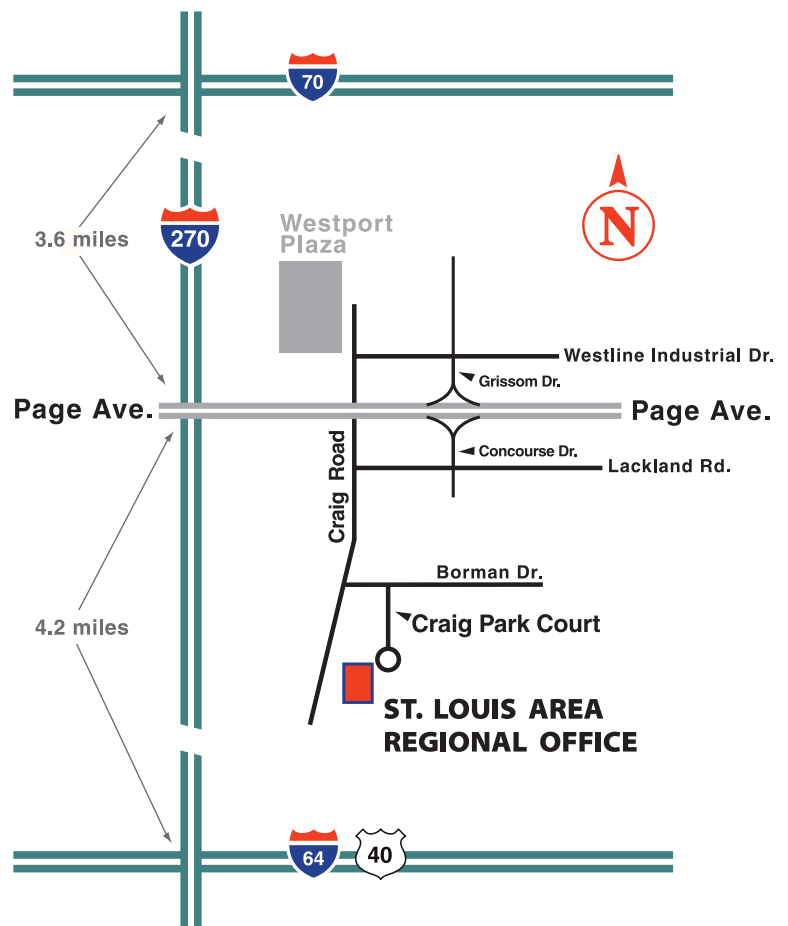 70
3.6 miles
270
Westport
Plaza
N
Westline Industrial Dr.
Grissom Dr.
Page Ave.
Page Ave.
Craig Road
Concourse Dr.
Lackland Rd.
Borman Dr.
Craig Park Court
4.2 miles
ST. LOUIS AREA
REGIONAL OFFICE
64
40